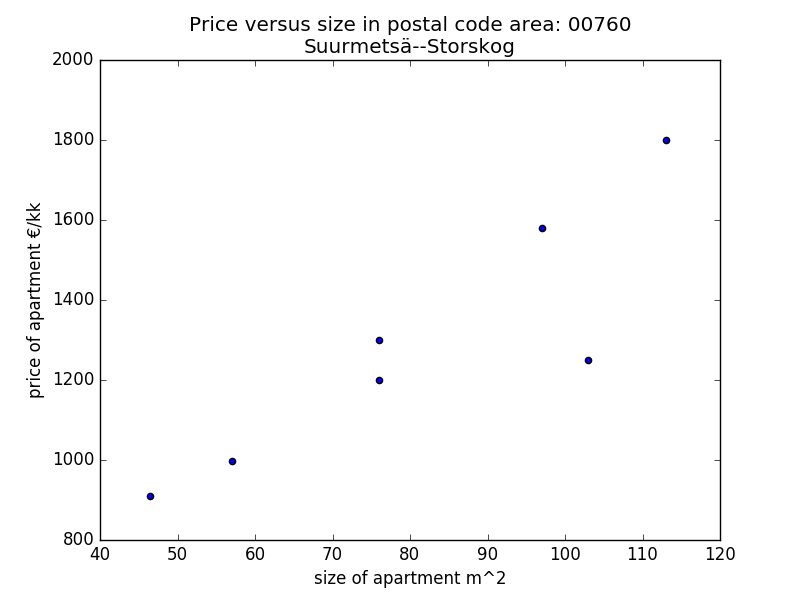 Price versus size in postal code area: 00760
Suurmetsä--Storskog
2000
1800
1600
1400
1200
1000
800
price of apartment €/kk
40 50 60 70 80 90 100 110 120
size of apartment m^2